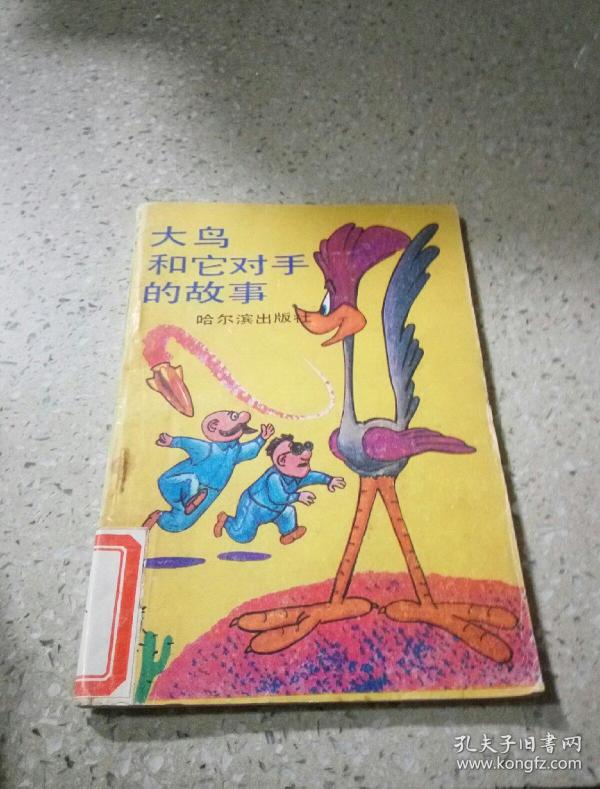 大鸟
和它对手
的故事
哈尔滨出版社
孔夫子旧书网
www.kongfz.com